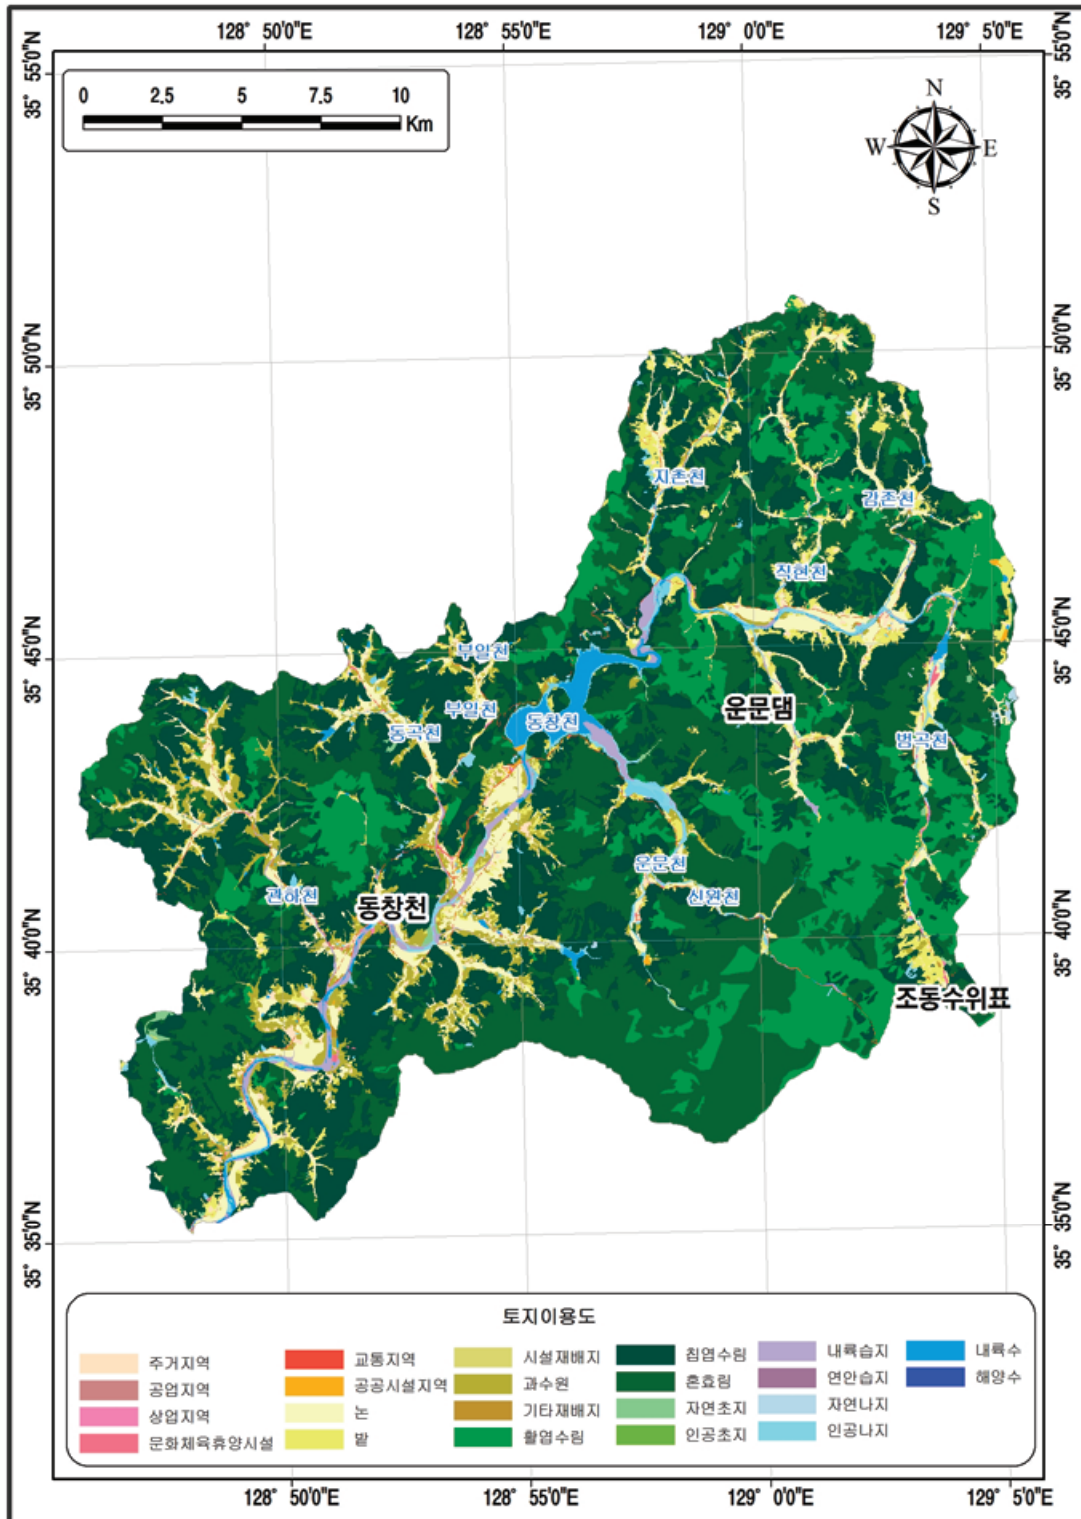 128° 50'0"E 128° 55'0"E 129° 0'0"E 129° 5'0"E
35° 55'0"N
35° 55'0"N
0 2.5 5 7.5 10
Km
N
W E
S
35° 50'0"N
35° 50'0"N
지촌천
감존천
직현천
35° 45'0"N
35° 45'0"N
부일천
부일천
운문댐
동창천
동곡천
범곡천
운문천
신원천
관하천
동창천
35° 40'0"N
35° 40'0"N
조동수위표
35° 35'0"N
35° 35'0"N
토지이용도
주거지역 교통지역 시설재배지 침엽수림 내륙습지 내륙수
공업지역 공공시설지역 과수원 혼효림 연안습지 해양수
상업지역 논 기타재배지 자연초지 자연나지
문화체육휴양시설 밭 활엽수림 인공초지 인공나지
128° 50'0"E 128° 55'0"E 129° 0'0"E 129° 5'0"E